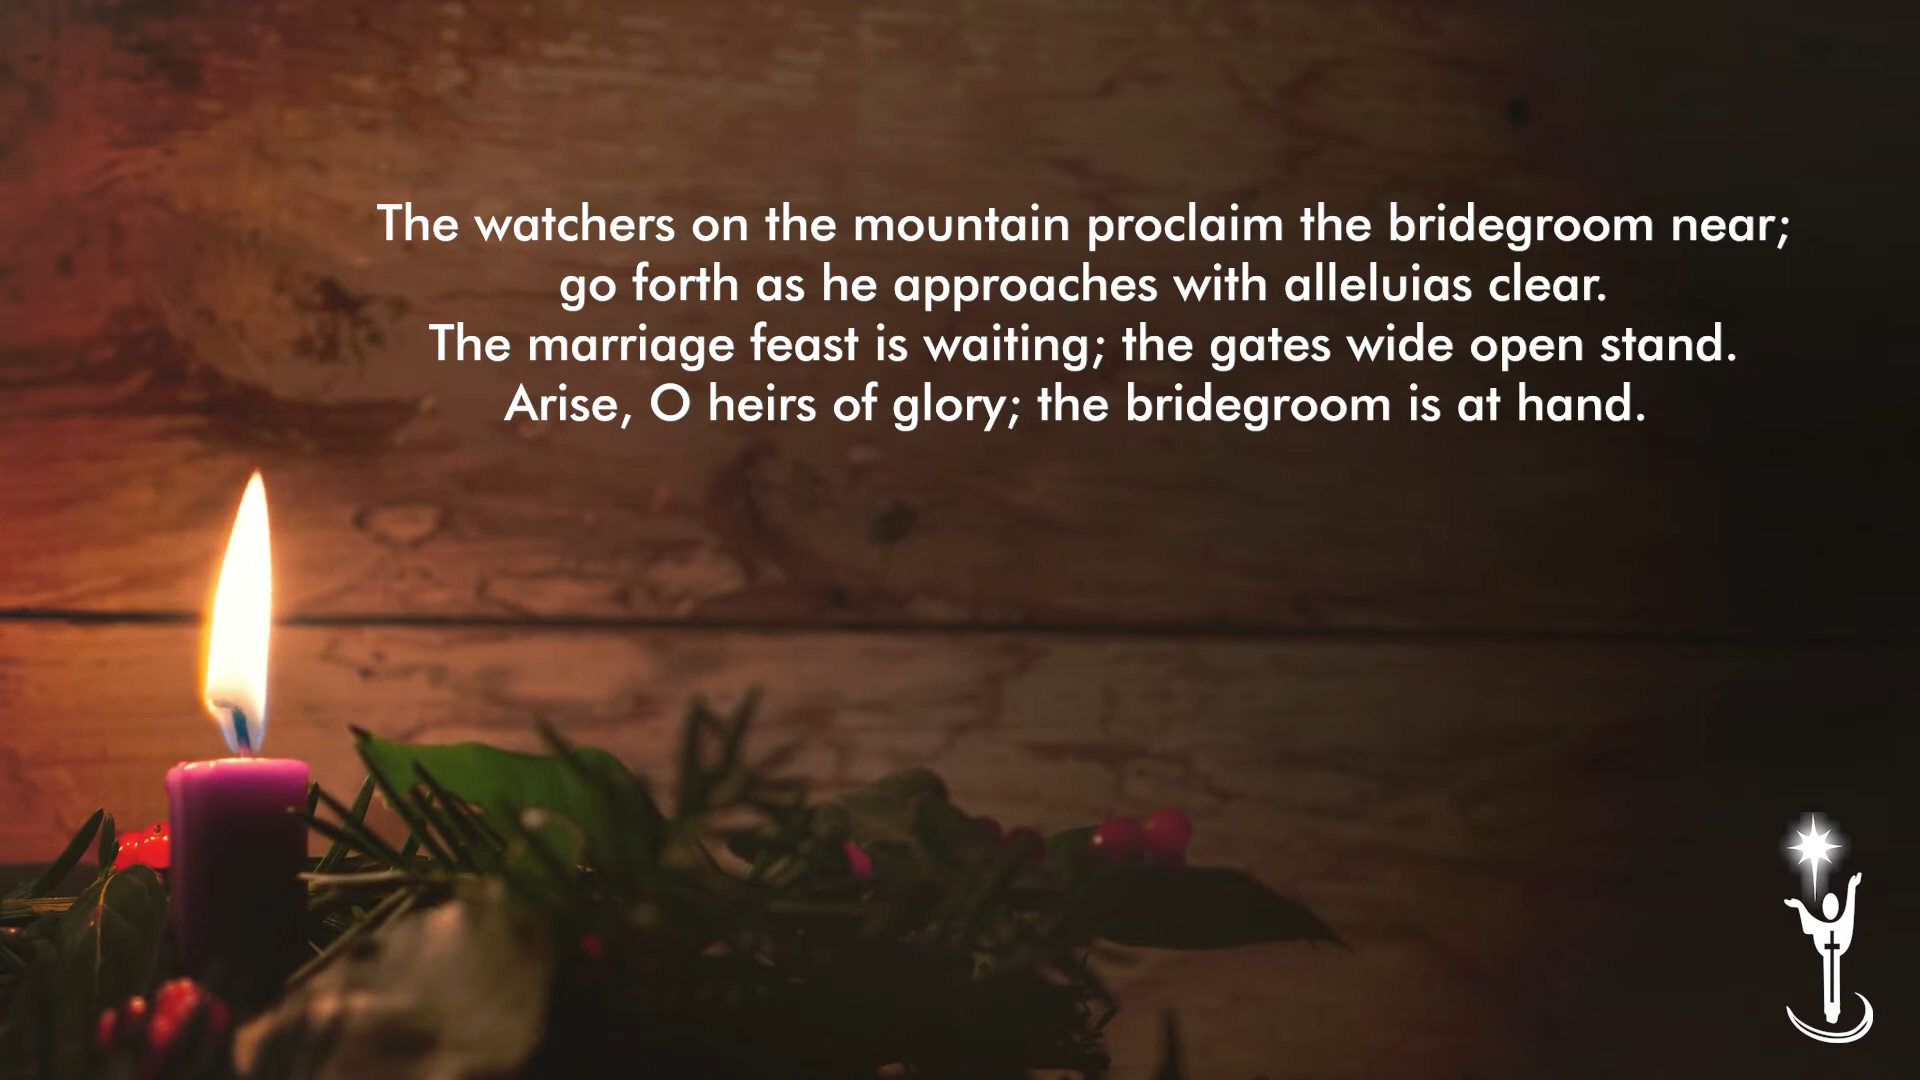 The watchers on the mountain proclaim the bridegroom near;
go forth as he approaches with alleluias clear.
The marriage feast is waiting; the gates wide open stand.
Arise, O heirs of glory; the bridegroom is at hand.